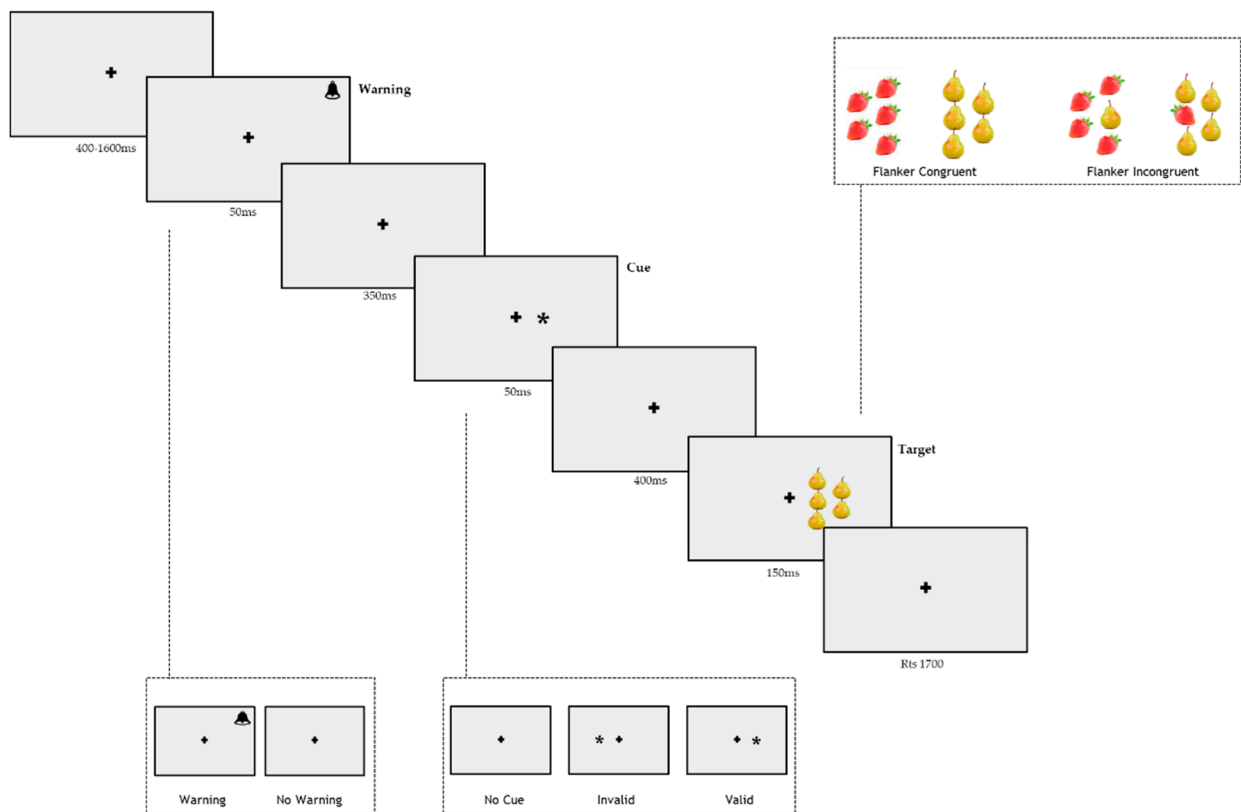 Warning
400-1600ms
50ms
350ms
Cue
50ms
400ms
Target
150ms
Rts 1700
Flanker Congruent
Flanker Incongruent
Warning
No Warning
No Cue
Invalid
Valid